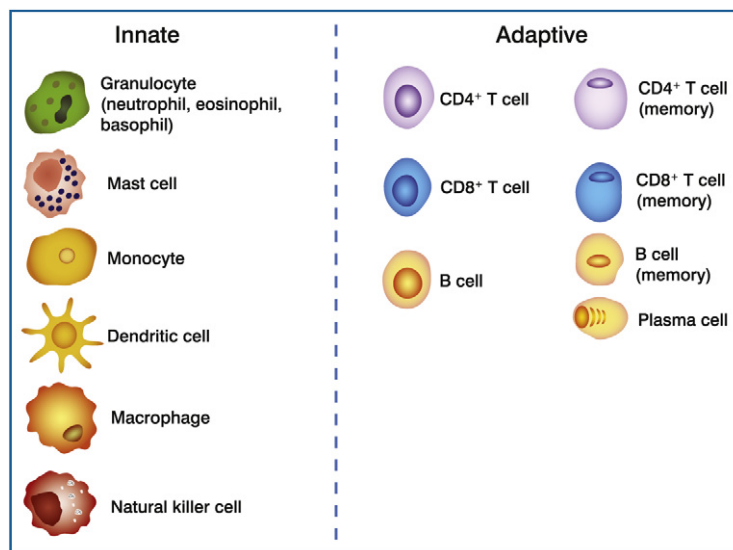 Innate
Granulocyte
(neutrophil, eosinophil,
basophil)
Mast cell
Monocyte
Dendritic cell
Macrophage
Natural killer cell
Adaptive
CD4⁺ T cell
CD8⁺ T cell
B cell
CD4⁺ T cell
(memory)
CD8⁺ T cell
(memory)
B cell
(memory)
Plasma cell